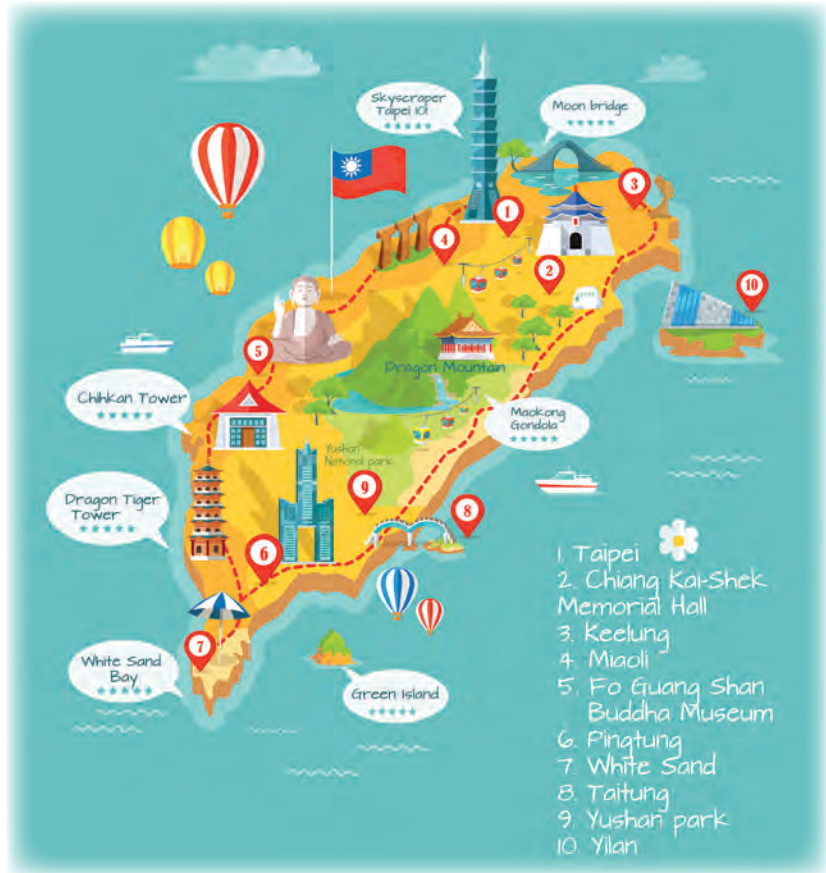 Skyscraper
Taipei 101
Moon bridge
3
1
4
2
10
5
Dragon Mountain
Chihkan Tower
Maokong
Gondola
Yushan
National park
9
Dragon Tiger
Tower
8
6
7
White Sand
Bay
Green Island
1. Taipei
2. Chiang Kai-Shek
Memorial Hall
3. Keelung
4 Miaoli
5. Fo Guang Shan
Buddha Museum
6. Pingtung
7. White Sand
8. Taitung
9. Yushan park
10 Yilan